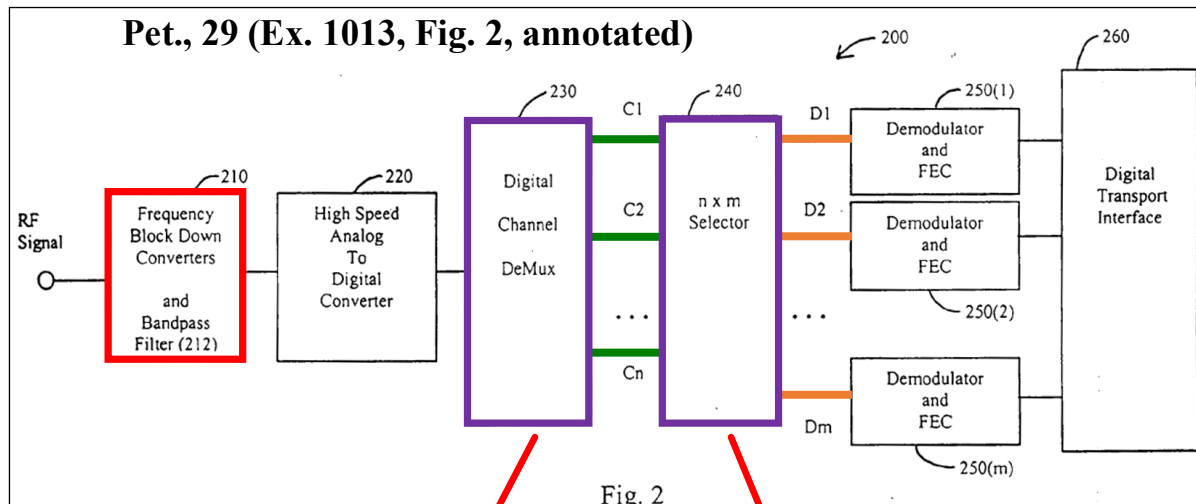 Pet., 29 (Ex. 1013, Fig. 2, annotated)
200
260
230
240
250(1)
C1
D1
Demodulator
and
FEC
210
220
Digital
Channel
DeMux
n x m
Selector
Digital
Transport
Interface
RF
Signal
Frequency
Block Down
Converters
and
Bandpass
Filter (212)
High Speed
Analog
To
Digital
Converter
C2
D2
Demodulator
and
FEC
250(2)
...
...
Cn
Demodulator
and
FEC
Dm
250(m)
Fig. 2